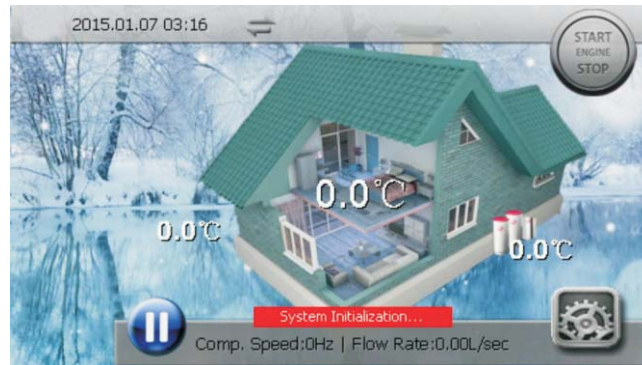 2015.01.07 03:16
START
ENGINE
STOP
0.0℃
0.0℃
0.0℃
System Initialization...
Comp. Speed:0Hz | Flow Rate:0.00L/sec